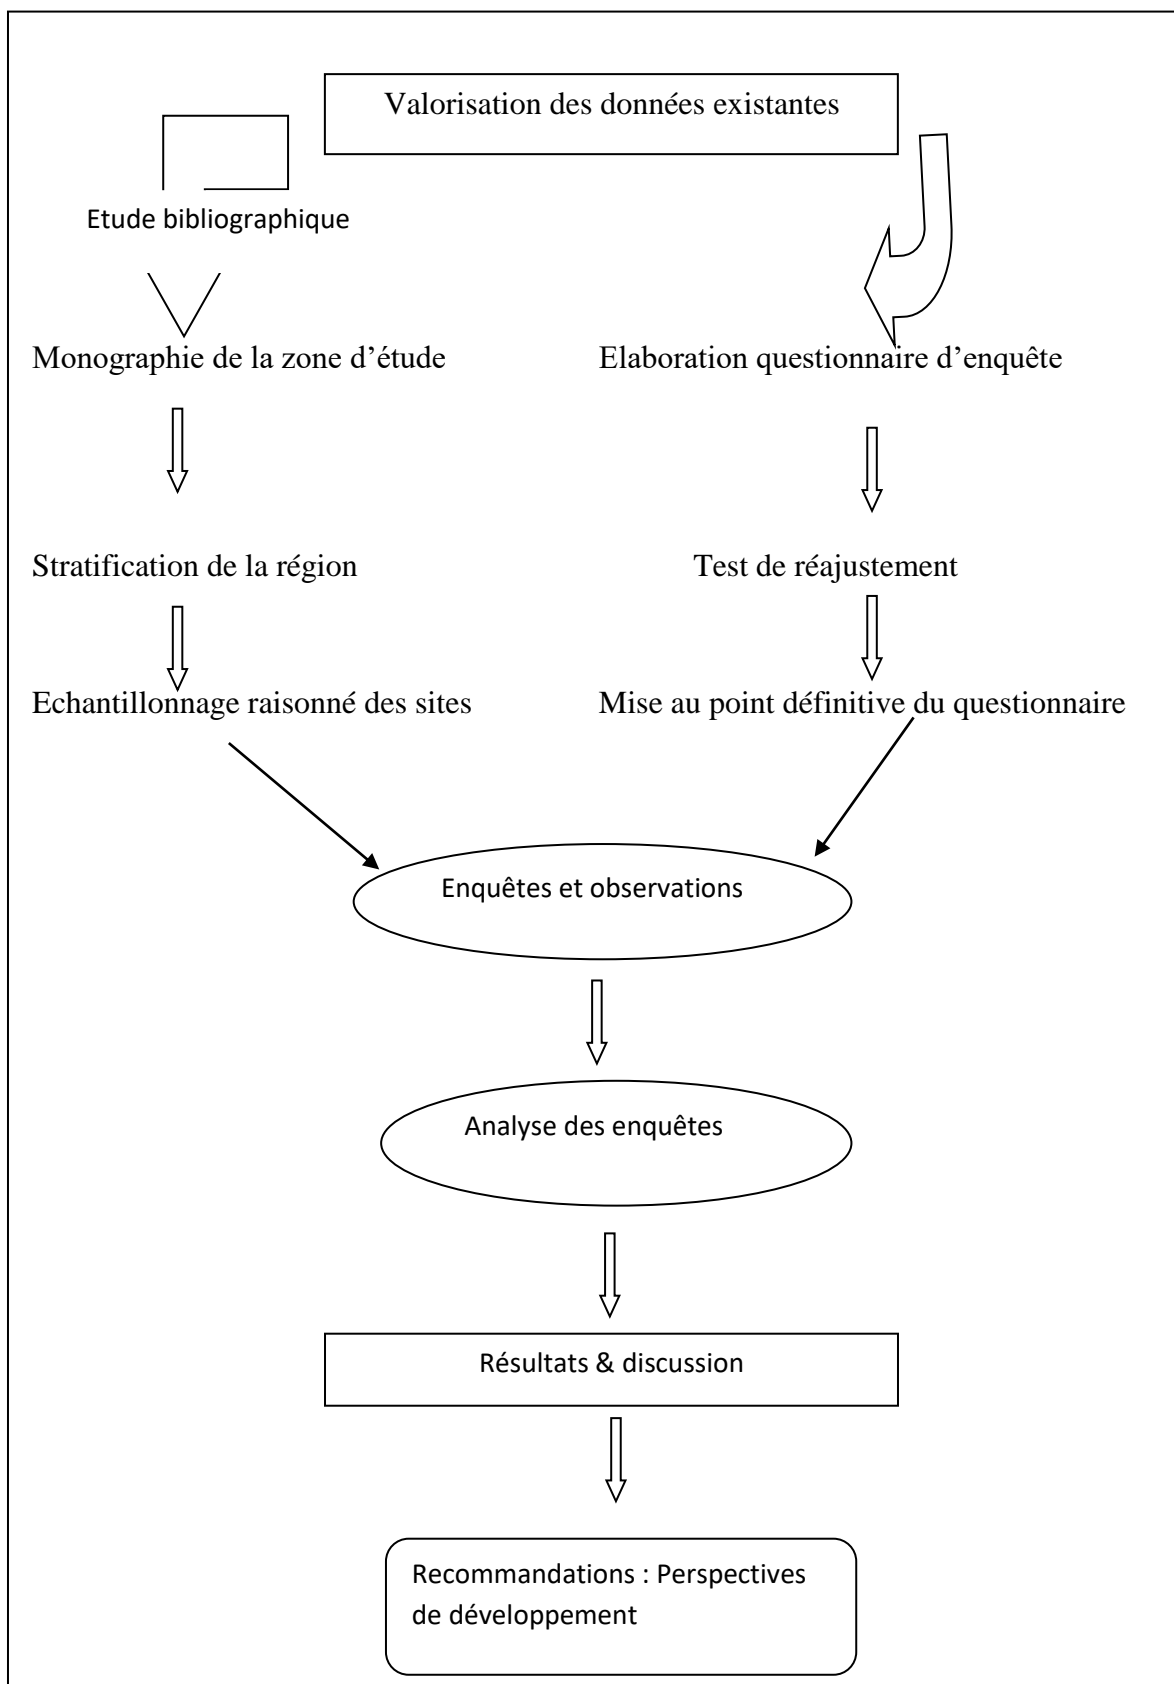 Valorisation des données existantes
Etude bibliographique
Monographie de la zone d’étude
Elaboration questionnaire d’enquête
Stratification de la région
Test de réajustement
Echantillonnage raisonné des sites
Mise au point définitive du questionnaire
Enquêtes et observations
Analyse des enquêtes
Résultats & discussion
Recommandations : Perspectives
de développement